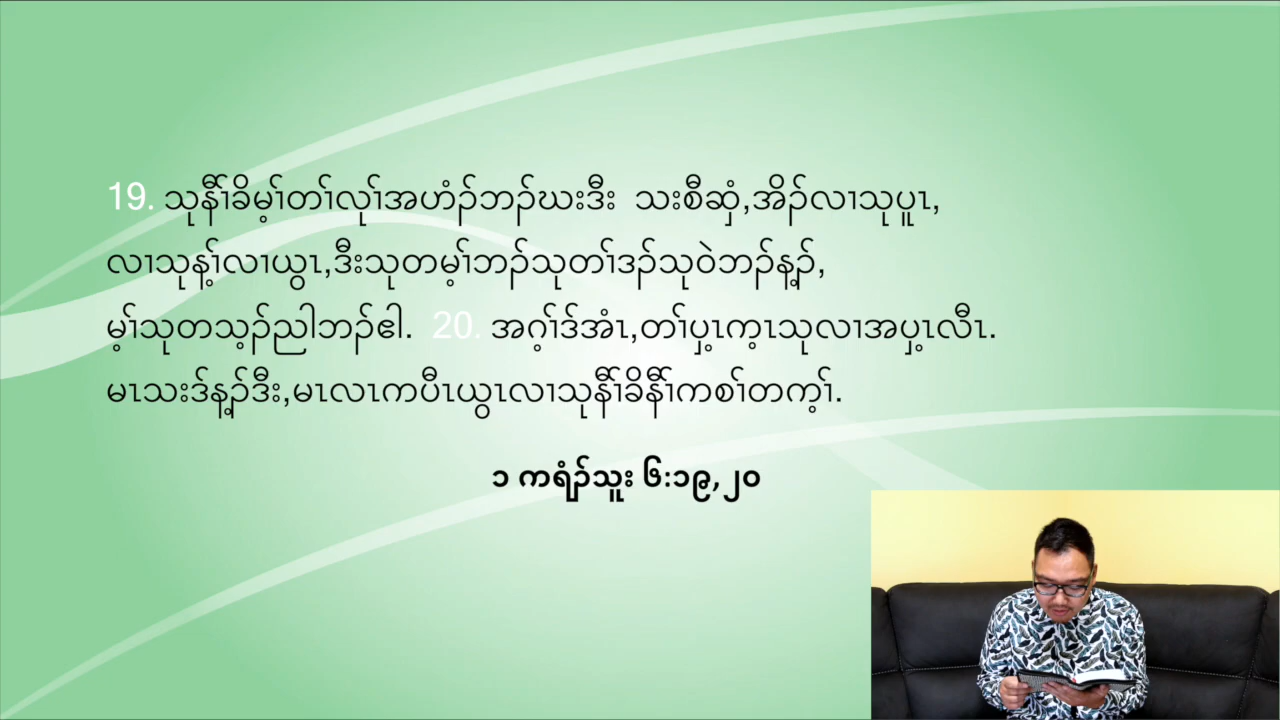 19. သုနီၢ်ခိမ့ၢ်တၢ်လုၢ်အဟံၣ်ဘၣ်ဃးဒီး သးစီဆှံ,အိၣ်လၢသုပူၤ,
လၢသုန့ၢ်လၢယွၤ,ဒီးသုတမ့ၢ်ဘၣ်သုတၢ်ဒၣ်သုဝဲဘၣ်န့ၣ်,
မ့ၢ်သုတသ့ၣ်ညါဘၣ်ဧါ. 20. အဂ့ၢ်ဒ်အံၤ,တၢ်ပှ့ၤက့ၤသုလၢအပှ့ၤလီၤ.
မၤသးဒ်န့ၣ်ဒီး,မၤလၤကပီၤယွၤလၢသုနီၢ်ခိနီၢ်ကစၢ်တက့ၢ်.
၁ ကရံၣ်သူး ၆:၁၉,၂၀